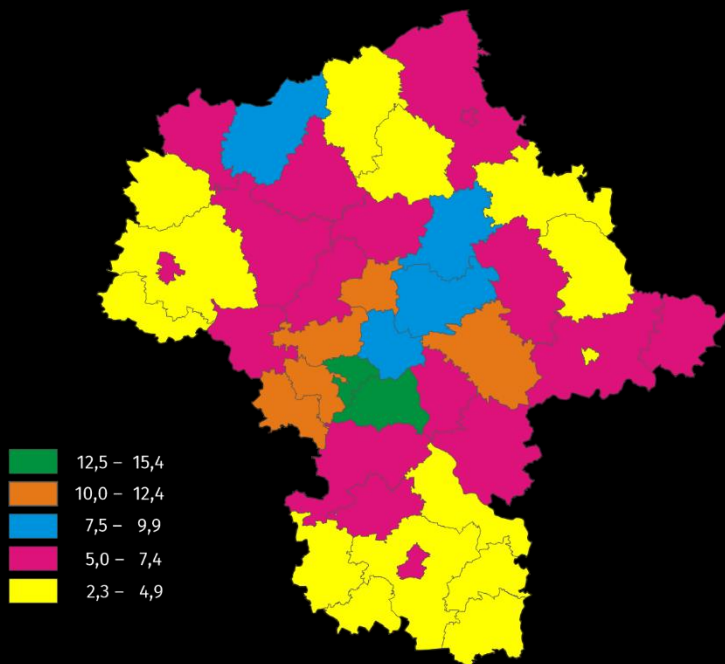 12,5 – 15,4
10,0 – 12,4
7,5 – 9,9
5,0 – 7,4
2,3 – 4,9